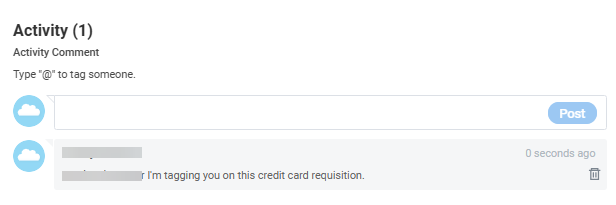 Activity (1)
Activity Comment
Type "@" to tag someone.
Post
0 seconds ago
I'm tagging you on this credit card requisition.